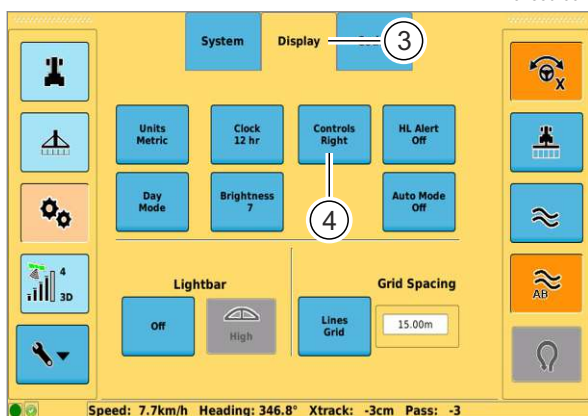 System
Display
3
Units
Metric
Clock
12 hr
Controls
Right
HL Alert
Off
X
Day
Mode
Brightness
7
4
Auto Mode
Off
4
3D
Lightbar
Grid Spacing
Off
High
Lines
Grid
15.00m
AB
Speed: 7.7km/h Heading: 346.8° Xtrack: -3cm Pass: -3